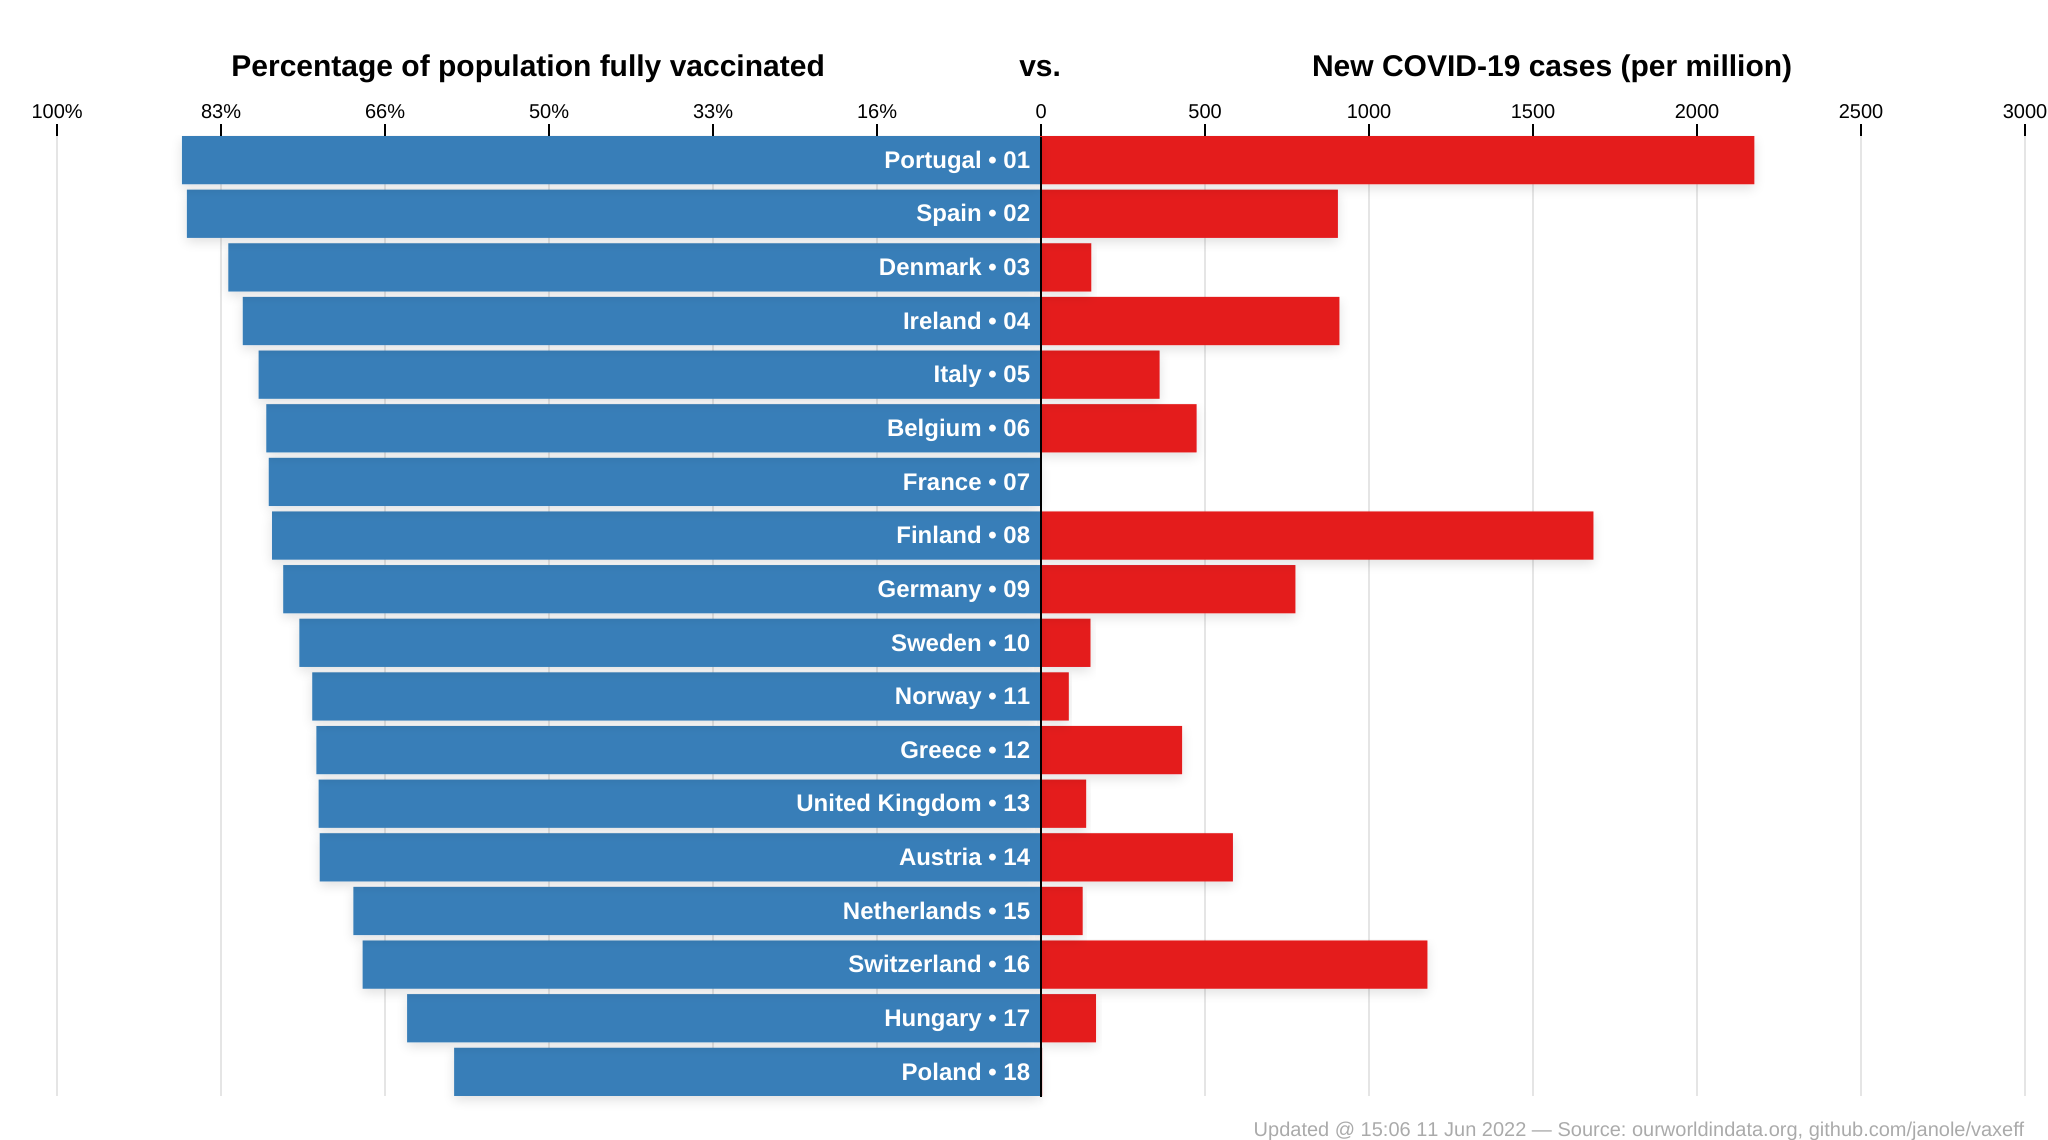 Percentage of population fully vaccinated vs. New COVID-19 cases (per million)
100% 83% 66% 50% 33% 16% 0 500 1000 1500 2000 2500 3000
Portugal • 01
Spain • 02
Denmark • 03
Ireland • 04
Italy • 05
Belgium • 06
France • 07
Finland • 08
Germany • 09
Sweden • 10
Norway • 11
Greece • 12
United Kingdom • 13
Austria • 14
Netherlands • 15
Switzerland • 16
Hungary • 17
Poland • 18
Updated @ 15:06 11 Jun 2022 — Source: ourworldindata.org, github.com/janole/vaxeff